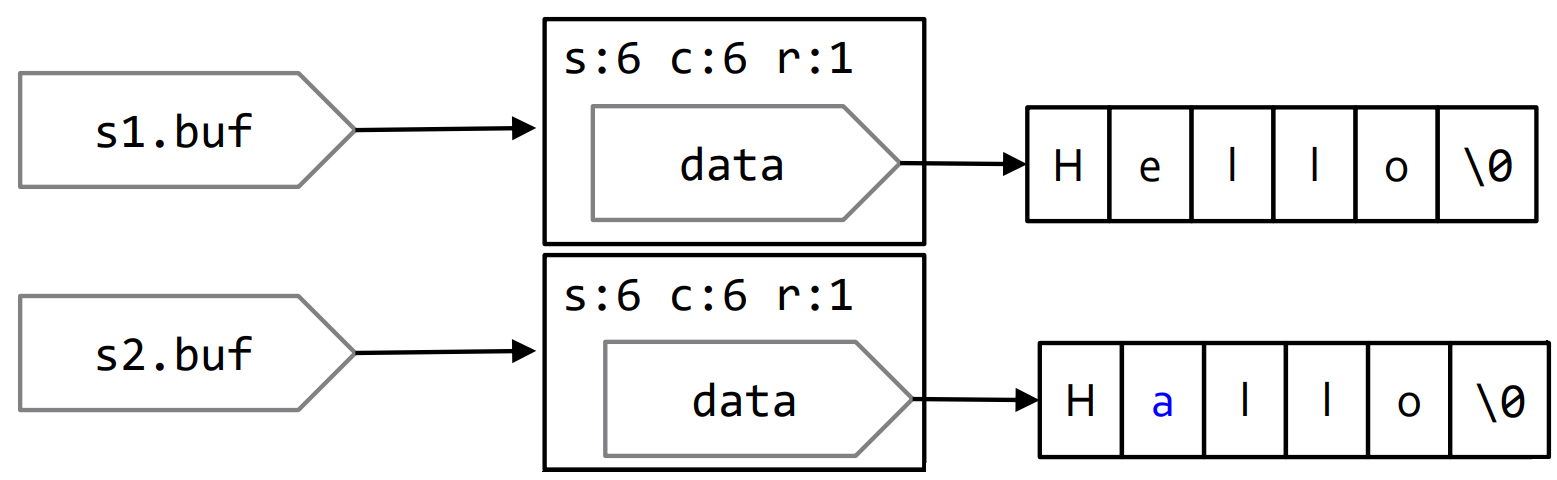 s1.buf
s:6 c:6 r:1
data
H e l l o \0
s2.buf
s:6 c:6 r:1
data
H a l l o \0